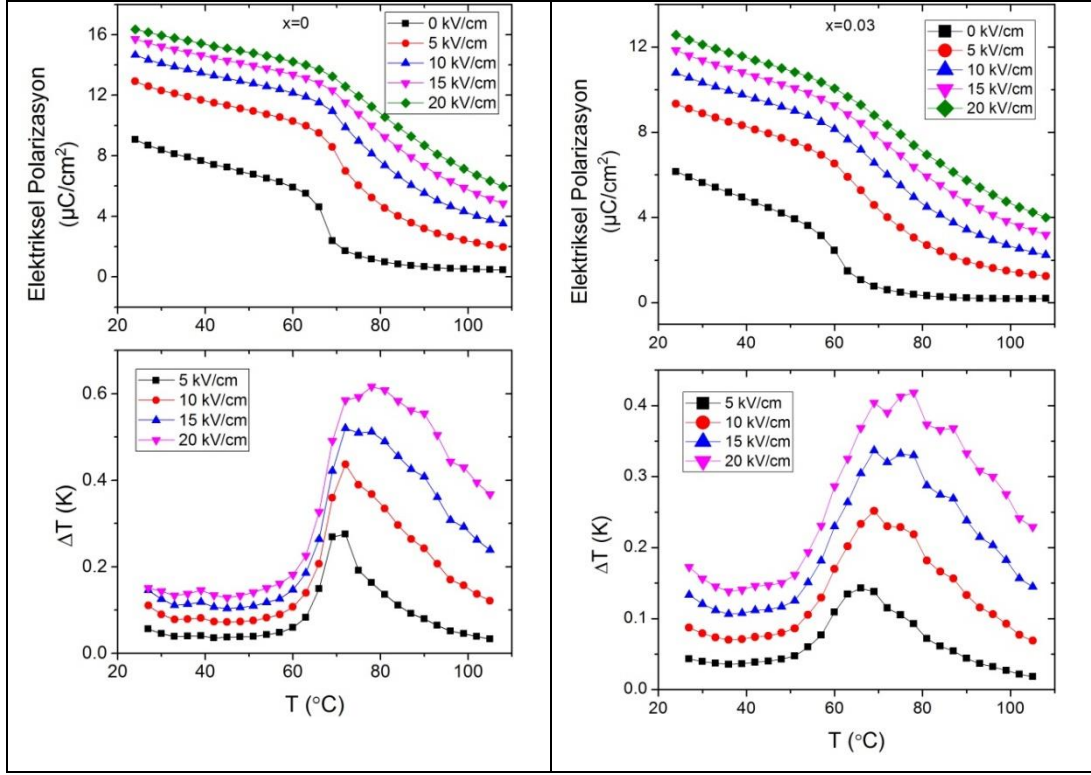 x=0
0 kV/cm
5 kV/cm
10 kV/cm
15 kV/cm
20 kV/cm
Elektriksel Polarizasyon
(µC/cm²)
16
12
8
4
0
20 40 60 80 100
5 kV/cm
10 kV/cm
15 kV/cm
20 kV/cm
ΔT (K)
0.6
0.4
0.2
0.0
20 40 60 80 100
T (°C)
x=0.03
0 kV/cm
5 kV/cm
10 kV/cm
15 kV/cm
20 kV/cm
Elektriksel Polarizasyon
(µC/cm²)
12
8
4
0
20 40 60 80 100
5 kV/cm
10 kV/cm
15 kV/cm
20 kV/cm
ΔT (K)
0.4
0.3
0.2
0.1
0.0
20 40 60 80 100
T (°C)